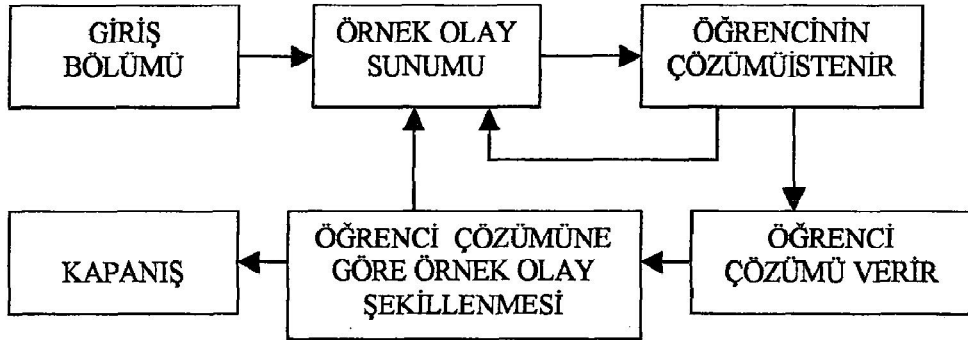 GİRİŞ
BÖLÜMÜ
ÖRNEK OLAY
SUNUMU
ÖĞRENCİNİN
ÇÖZÜMÜİSTENİR
KAPANIŞ
ÖĞRENCİ ÇÖZÜMÜNE
GÖRE ÖRNEK OLAY
ŞEKİLLENMESİ
ÖĞRENCİ
ÇÖZÜMÜ VERİR